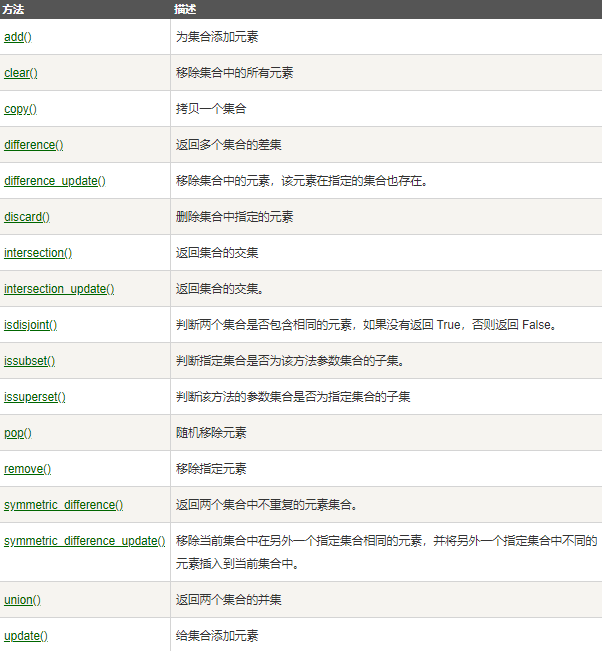 方法 描述
add() 为集合添加元素
clear() 移除集合中的所有元素
copy() 拷贝一个集合
difference() 返回多个集合的差集
difference_update() 移除集合中的元素，该元素在指定的集合也存在。
discard() 删除集合中指定的元素
intersection() 返回集合的交集
intersection_update() 返回集合的交集。
isdisjoint() 判断两个集合是否包含相同的元素，如果没有返回 True，否则返回 False。
issubset() 判断指定集合是否为该方法参数集合的子集。
issuperset() 判断该方法的参数集合是否为指定集合的子集
pop() 随机移除元素
remove() 移除指定元素
symmetric_difference() 返回两个集合中不重复的元素集合。
symmetric_difference_update() 移除当前集合中在另外一个指定集合相同的元素，并将另外一个指定集合中不同的
元素插入到当前集合中。
union() 返回两个集合的并集
update() 给集合添加元素